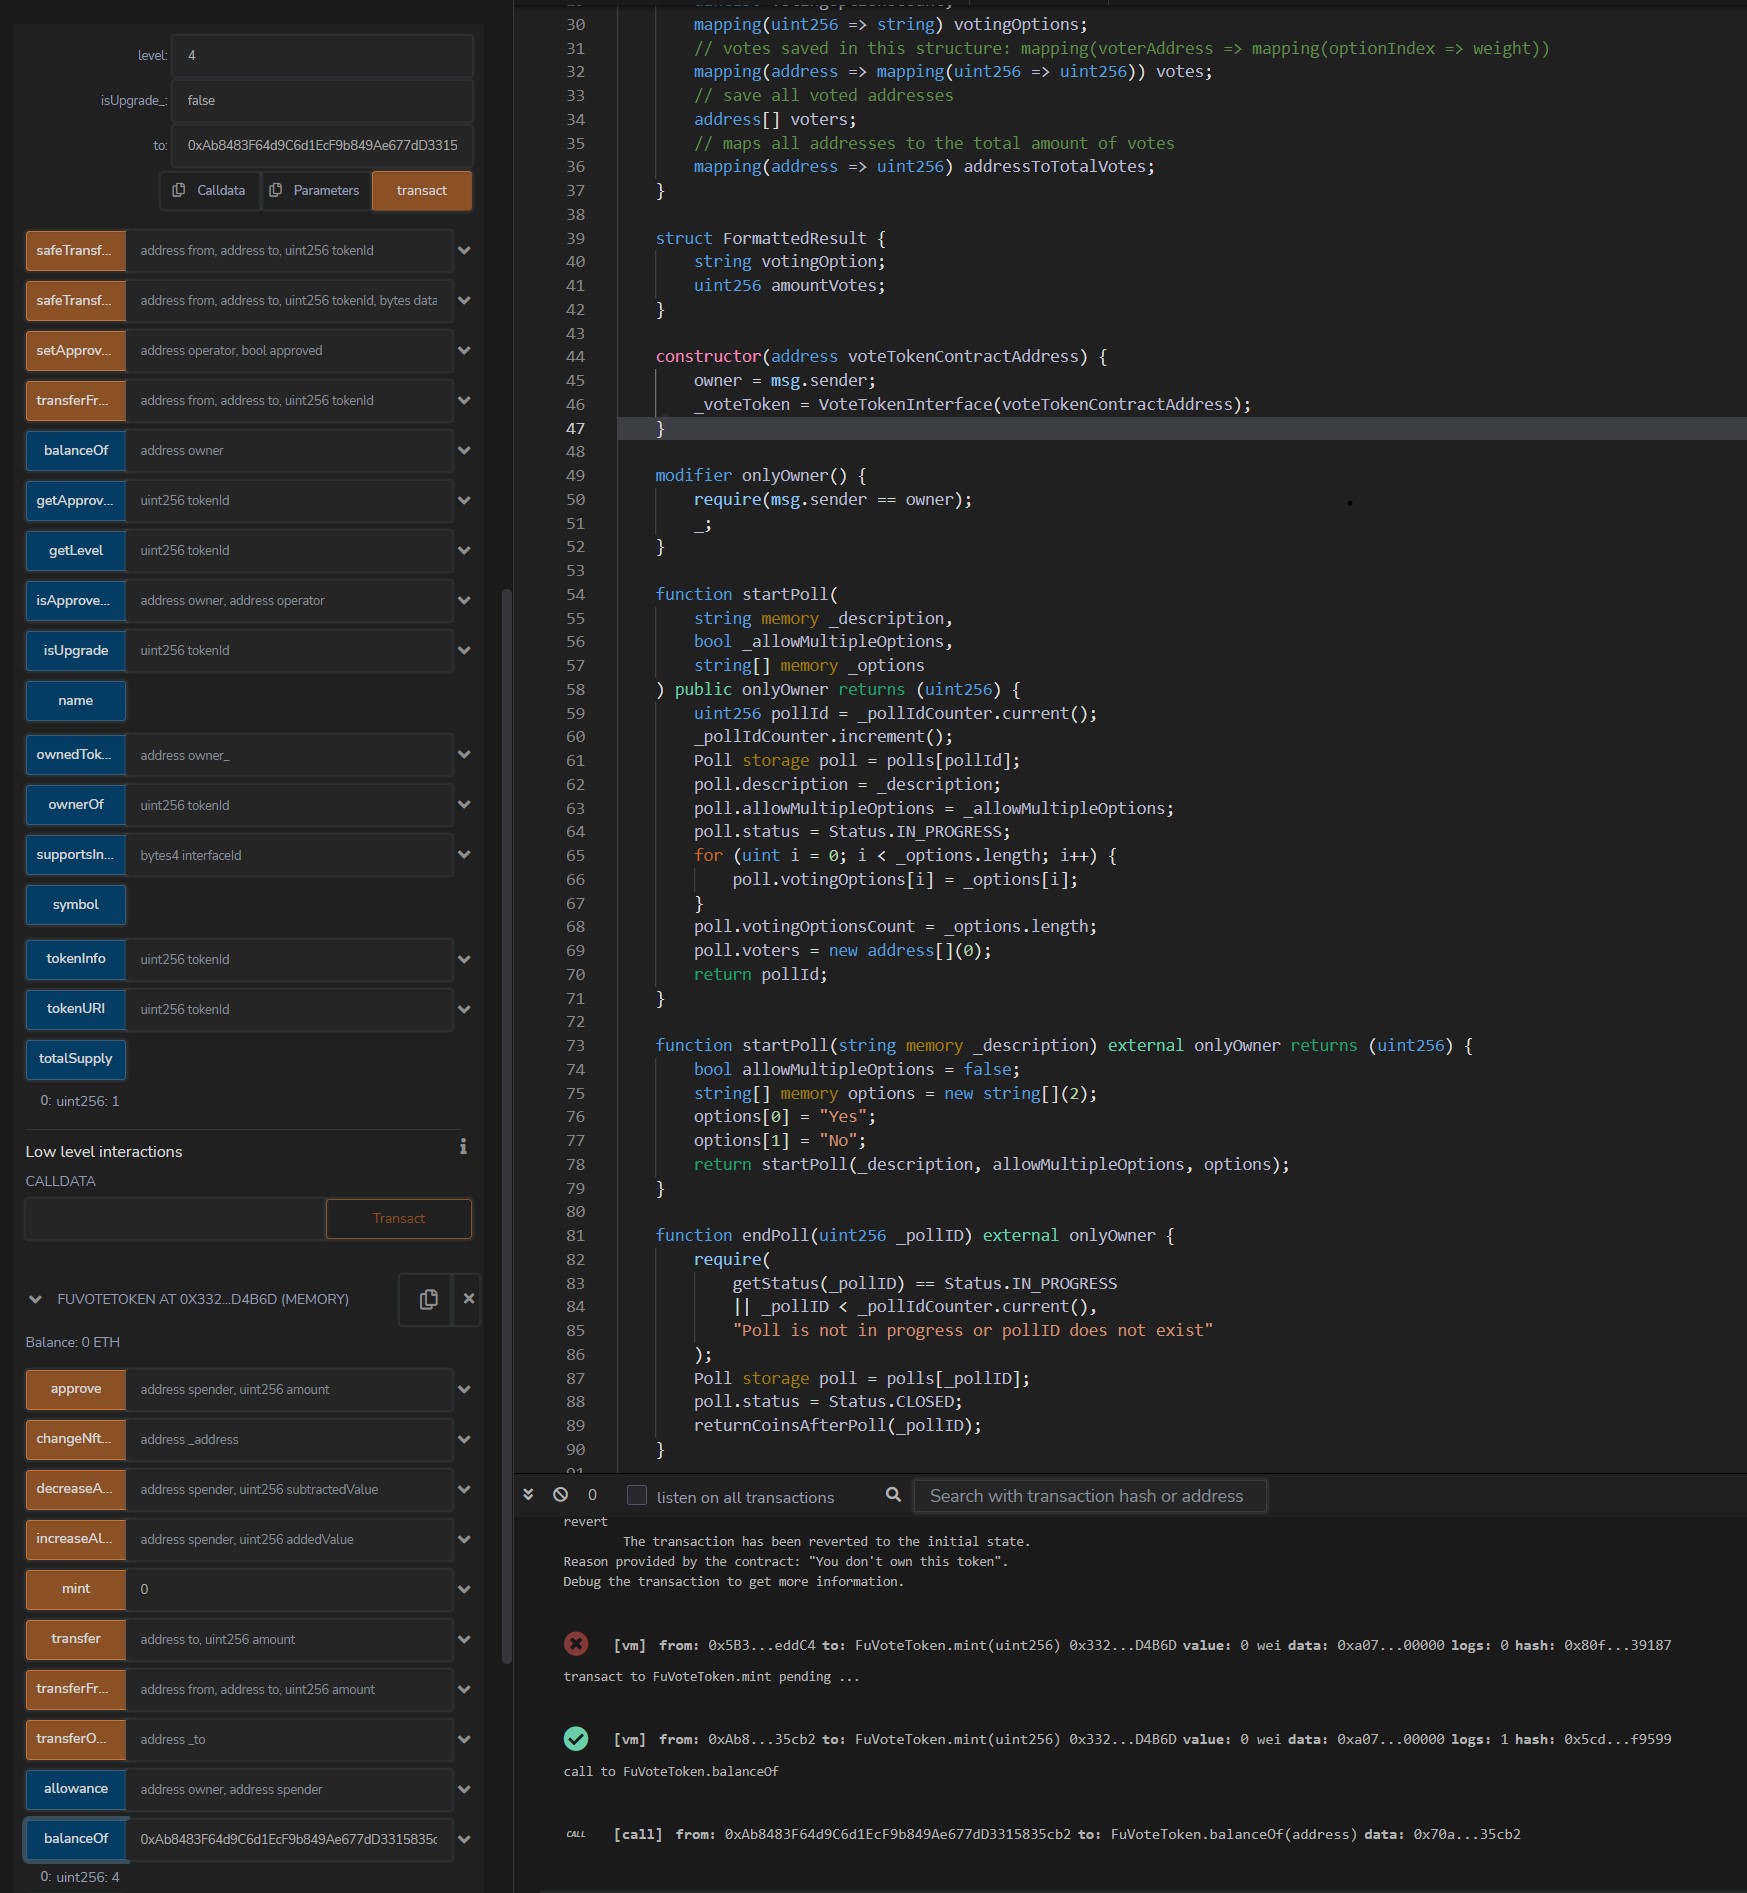 level:
4
isUpgrade_:
false
to:
0xAb8483F64d9C6d1EcF9b849Ae677dD3315
Calldata
Parameters
transact
safeTransf...
address from, address to, uint256 tokenId
safeTransf...
address from, address to, uint256 tokenId, bytes data
setApprov...
address operator, bool approved
transferFr...
address from, address to, uint256 tokenId
balanceOf
address owner
getApprov...
uint256 tokenId
getLevel
uint256 tokenId
isApprove...
address owner, address operator
isUpgrade
uint256 tokenId
name
ownedTok...
address owner_
ownerOf
uint256 tokenId
supportsIn...
bytes4 interfaceId
symbol
tokenInfo
uint256 tokenId
tokenURI
uint256 tokenId
totalSupply
0: uint256: 1
Low level interactions
CALLDATA
Transact
FUVOTETOKEN AT 0X332...D4B6D (MEMORY)
Balance: 0 ETH
approve
address spender, uint256 amount
changeNft...
address _address
decreaseA...
address spender, uint256 subtractedValue
increaseAl...
address spender, uint256 addedValue
mint
0
transfer
address to, uint256 amount
transferFr...
address from, address to, uint256 amount
transferO...
address _to
allowance
address owner, address spender
balanceOf
0xAb8483F64d9C6d1EcF9b849Ae677dD3315835c
0: uint256: 4
30 mapping(uint256 => string) votingOptions;
31 // votes saved in this structure: mapping(voterAddress => mapping(optionIndex => weight))
32 mapping(address => mapping(uint256 => uint256)) votes;
33 // save all voted addresses
34 address[] voters;
35 // maps all addresses to the total amount of votes
36 mapping(address => uint256) addressToTotalVotes;
37 }
38
39 struct FormattedResult {
40 string votingOption;
41 uint256 amountVotes;
42 }
43
44 constructor(address voteTokenContractAddress) {
45 owner = msg.sender;
46 _voteToken = VoteTokenInterface(voteTokenContractAddress);
47 }
48
49 modifier onlyOwner() {
50 require(msg.sender == owner);
51 _;
52 }
53
54 function startPoll(
55 string memory _description,
56 bool _allowMultipleOptions,
57 string[] memory _options
58 ) public onlyOwner returns (uint256) {
59 uint256 pollId = _pollIdCounter.current();
60 _pollIdCounter.increment();
61 Poll storage poll = polls[pollId];
62 poll.description = _description;
63 poll.allowMultipleOptions = _allowMultipleOptions;
64 poll.status = Status.IN_PROGRESS;
65 for (uint i = 0; i < _options.length; i++) {
66 poll.votingOptions[i] = _options[i];
67 }
68 poll.votingOptionsCount = _options.length;
69 poll.voters = new address[](0);
70 return pollId;
71 }
72
73 function startPoll(string memory _description) external onlyOwner returns (uint256) {
74 bool allowMultipleOptions = false;
75 string[] memory options = new string[](2);
76 options[0] = "Yes";
77 options[1] = "No";
78 return startPoll(_description, allowMultipleOptions, options);
79 }
80
81 function endPoll(uint256 _pollID) external onlyOwner {
82 require(
83 getStatus(_pollID) == Status.IN_PROGRESS
84 || _pollID < _pollIdCounter.current(),
85 "Poll is not in progress or pollID does not exist"
86 );
87 Poll storage poll = polls[_pollID];
88 poll.status = Status.CLOSED;
89 returnCoinsAfterPoll(_pollID);
90 }
0
listen on all transactions
Search with transaction hash or address
revert
The transaction has been reverted to the initial state.
Reason provided by the contract: "You don't own this token".
Debug the transaction to get more information.
[vm] from: 0x5B3...eddC4 to: FuVoteToken.mint(uint256) 0x332...D4B6D value: 0 wei data: 0xa07...00000 logs: 0 hash: 0x80f...39187
transact to FuVoteToken.mint pending ...
[vm] from: 0xAb8...35cb2 to: FuVoteToken.mint(uint256) 0x332...D4B6D value: 0 wei data: 0xa07...00000 logs: 1 hash: 0x5cd...f9599
call to FuVoteToken.balanceOf
CALL [call] from: 0xAb8483F64d9C6d1EcF9b849Ae677dD3315835cb2 to: FuVoteToken.balanceOf(address) data: 0x70a...35cb2